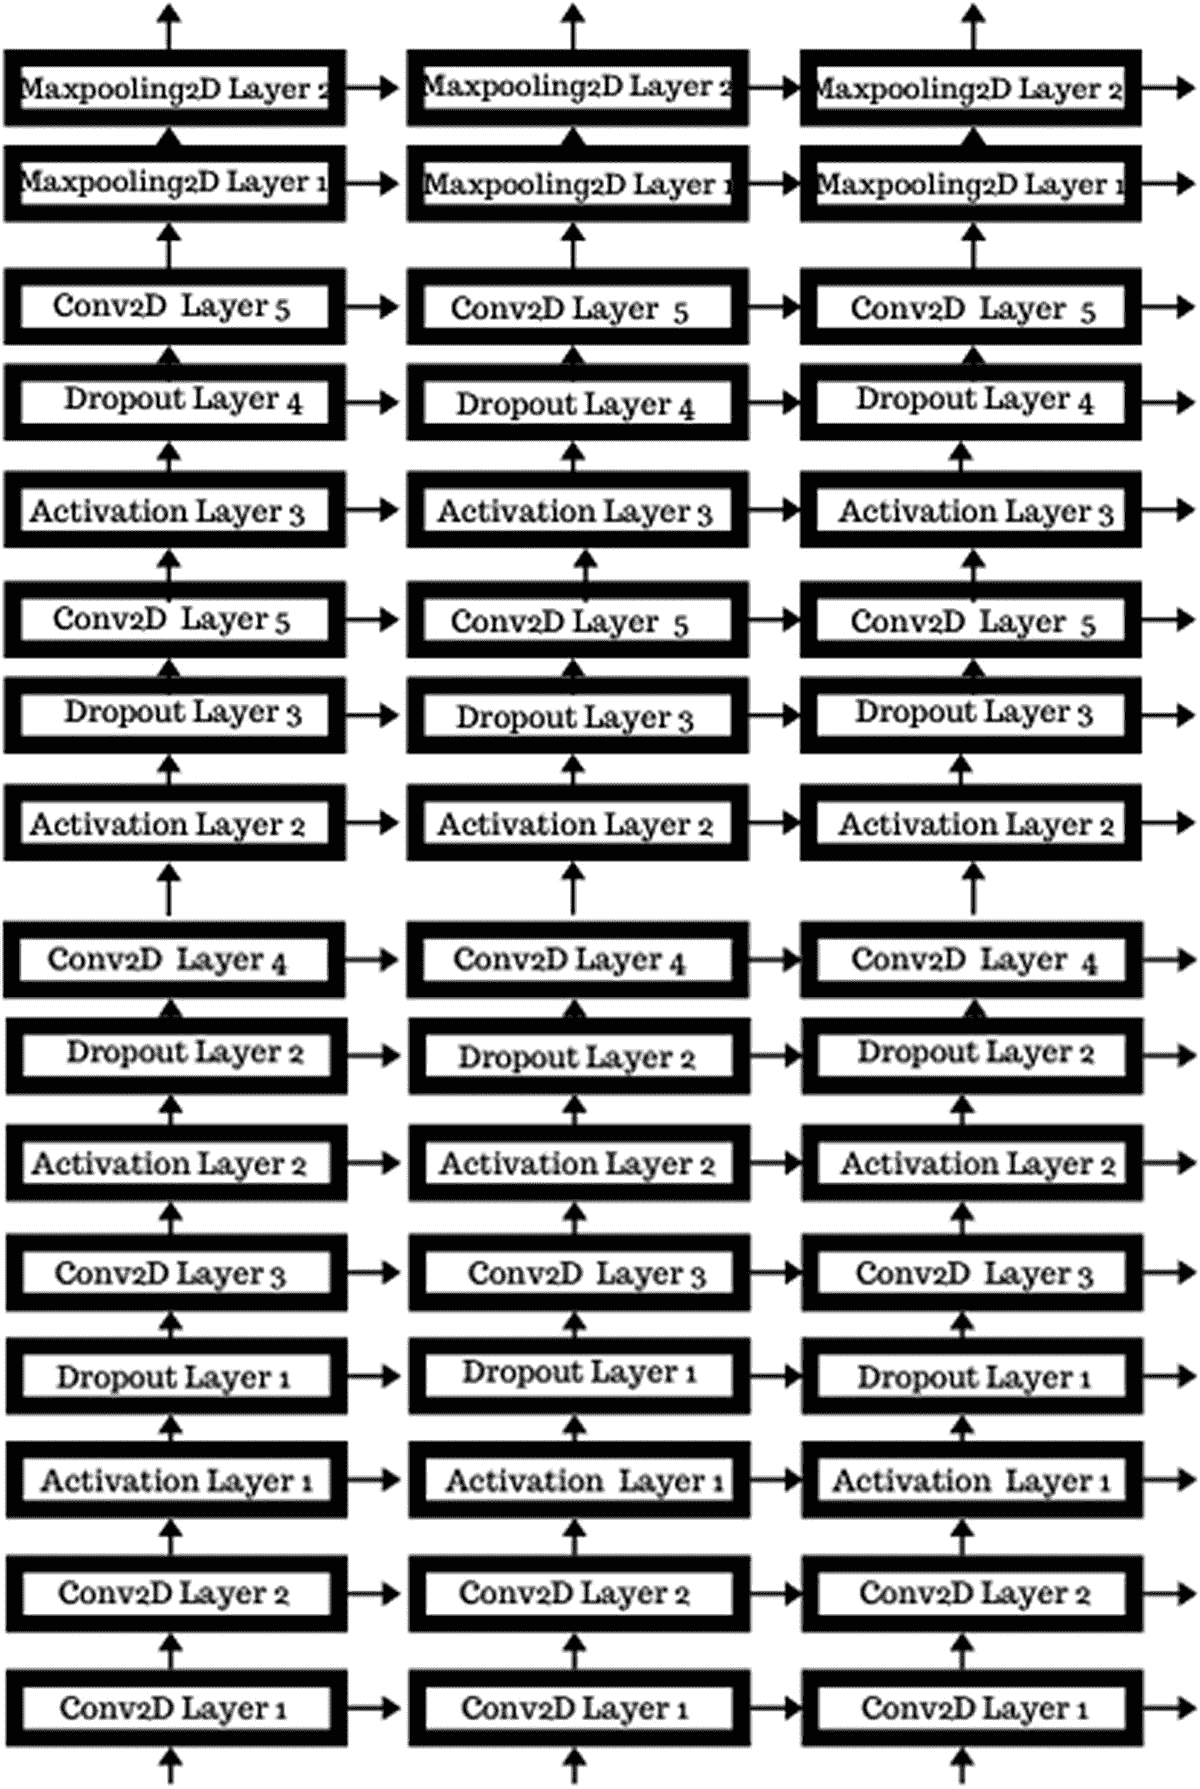 Maxpooling2D Layer 2 Maxpooling2D Layer 2 Maxpooling2D Layer 2
Maxpooling2D Layer 1 Maxpooling2D Layer 1 Maxpooling2D Layer 1
Conv2D Layer 5 Conv2D Layer 5 Conv2D Layer 5
Dropout Layer 4 Dropout Layer 4 Dropout Layer 4
Activation Layer 3 Activation Layer 3 Activation Layer 3
Conv2D Layer 5 Conv2D Layer 5 Conv2D Layer 5
Dropout Layer 3 Dropout Layer 3 Dropout Layer 3
Activation Layer 2 Activation Layer 2 Activation Layer 2
Conv2D Layer 4 Conv2D Layer 4 Conv2D Layer 4
Dropout Layer 2 Dropout Layer 2 Dropout Layer 2
Activation Layer 2 Activation Layer 2 Activation Layer 2
Conv2D Layer 3 Conv2D Layer 3 Conv2D Layer 3
Dropout Layer 1 Dropout Layer 1 Dropout Layer 1
Activation Layer 1 Activation Layer 1 Activation Layer 1
Conv2D Layer 2 Conv2D Layer 2 Conv2D Layer 2
Conv2D Layer 1 Conv2D Layer 1 Conv2D Layer 1